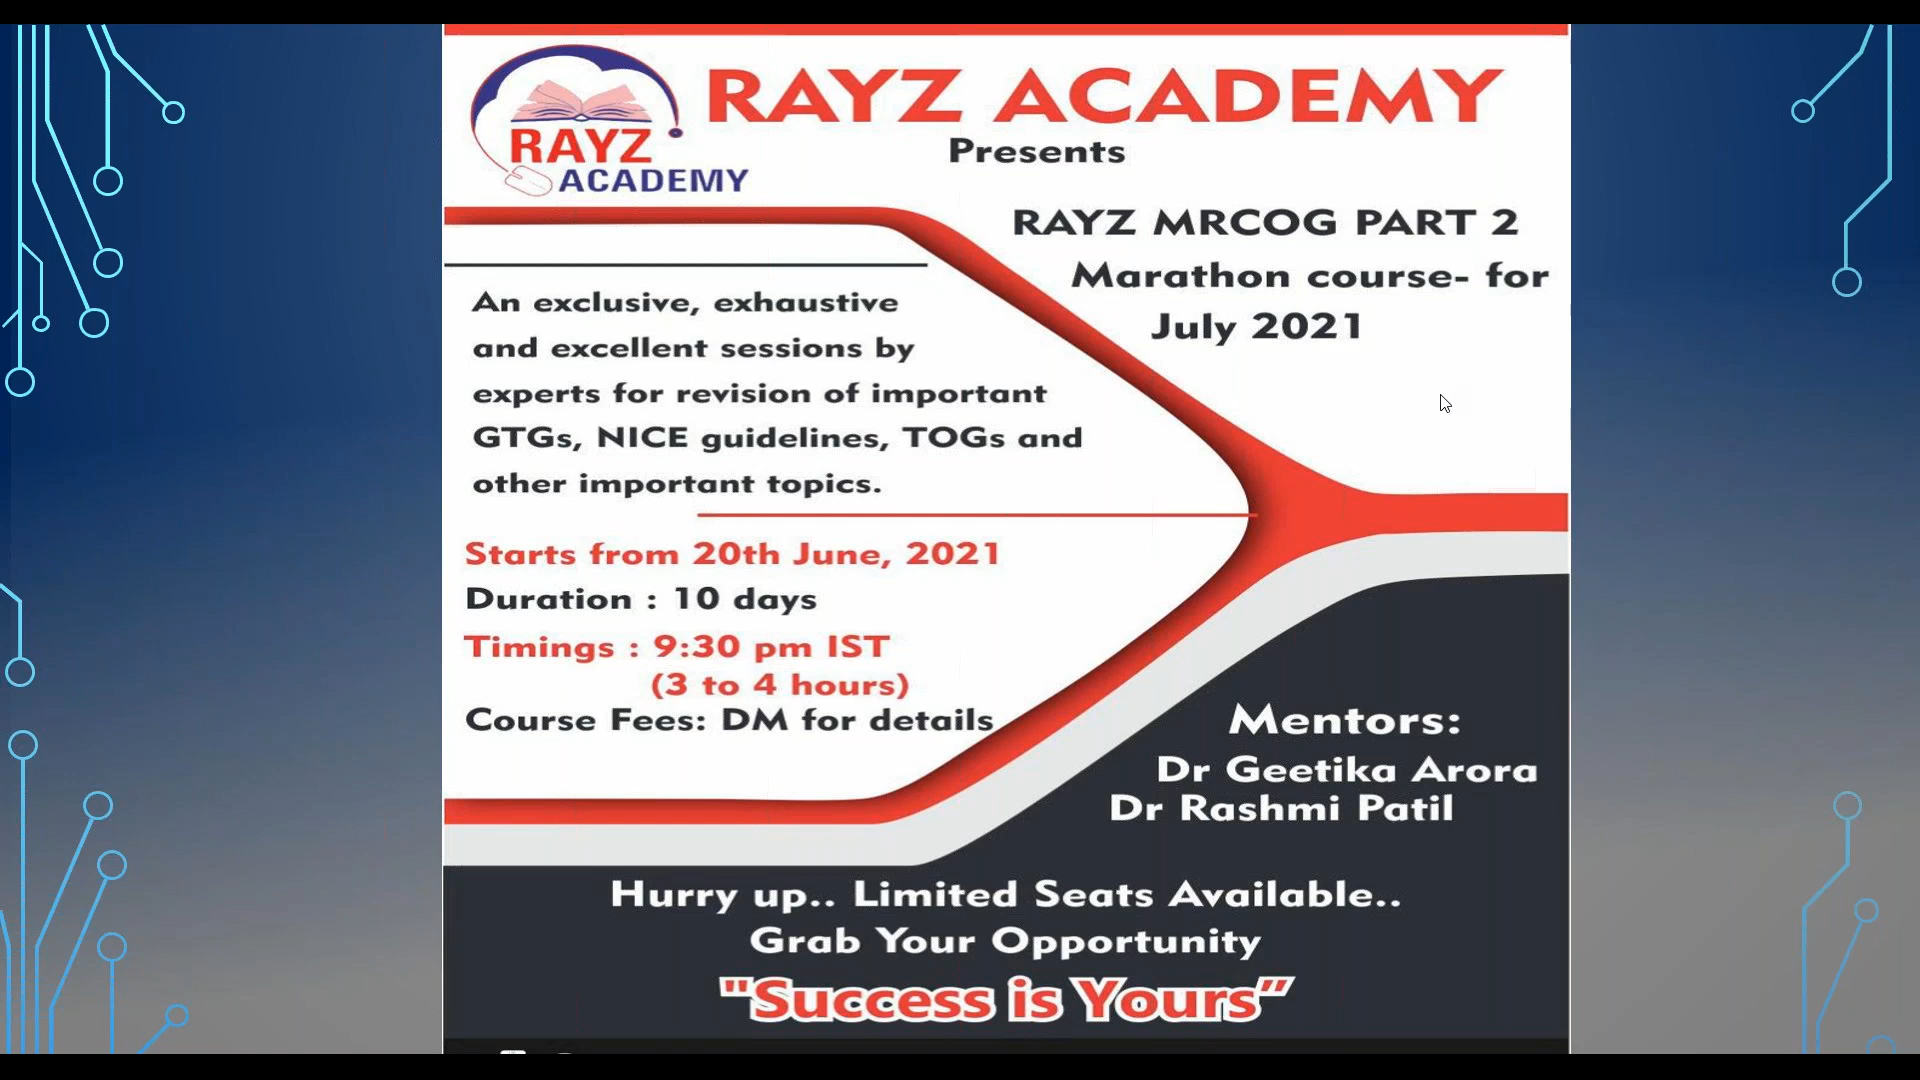 RAYZ
ACADEMY
RAYZ ACADEMY
Presents
RAYZ MRCOG PART 2
Marathon course- for
July 2021
An exclusive, exhaustive
and excellent sessions by
experts for revision of important
GTGs, NICE guidelines, TOGs and
other important topics.
Starts from 20th June, 2021
Duration : 10 days
Timings : 9:30 pm IST
(3 to 4 hours)
Course Fees: DM for details
Mentors:
Dr Geetika Arora
Dr Rashmi Patil
Hurry up.. Limited Seats Available..
Grab Your Opportunity
"Success is Yours”